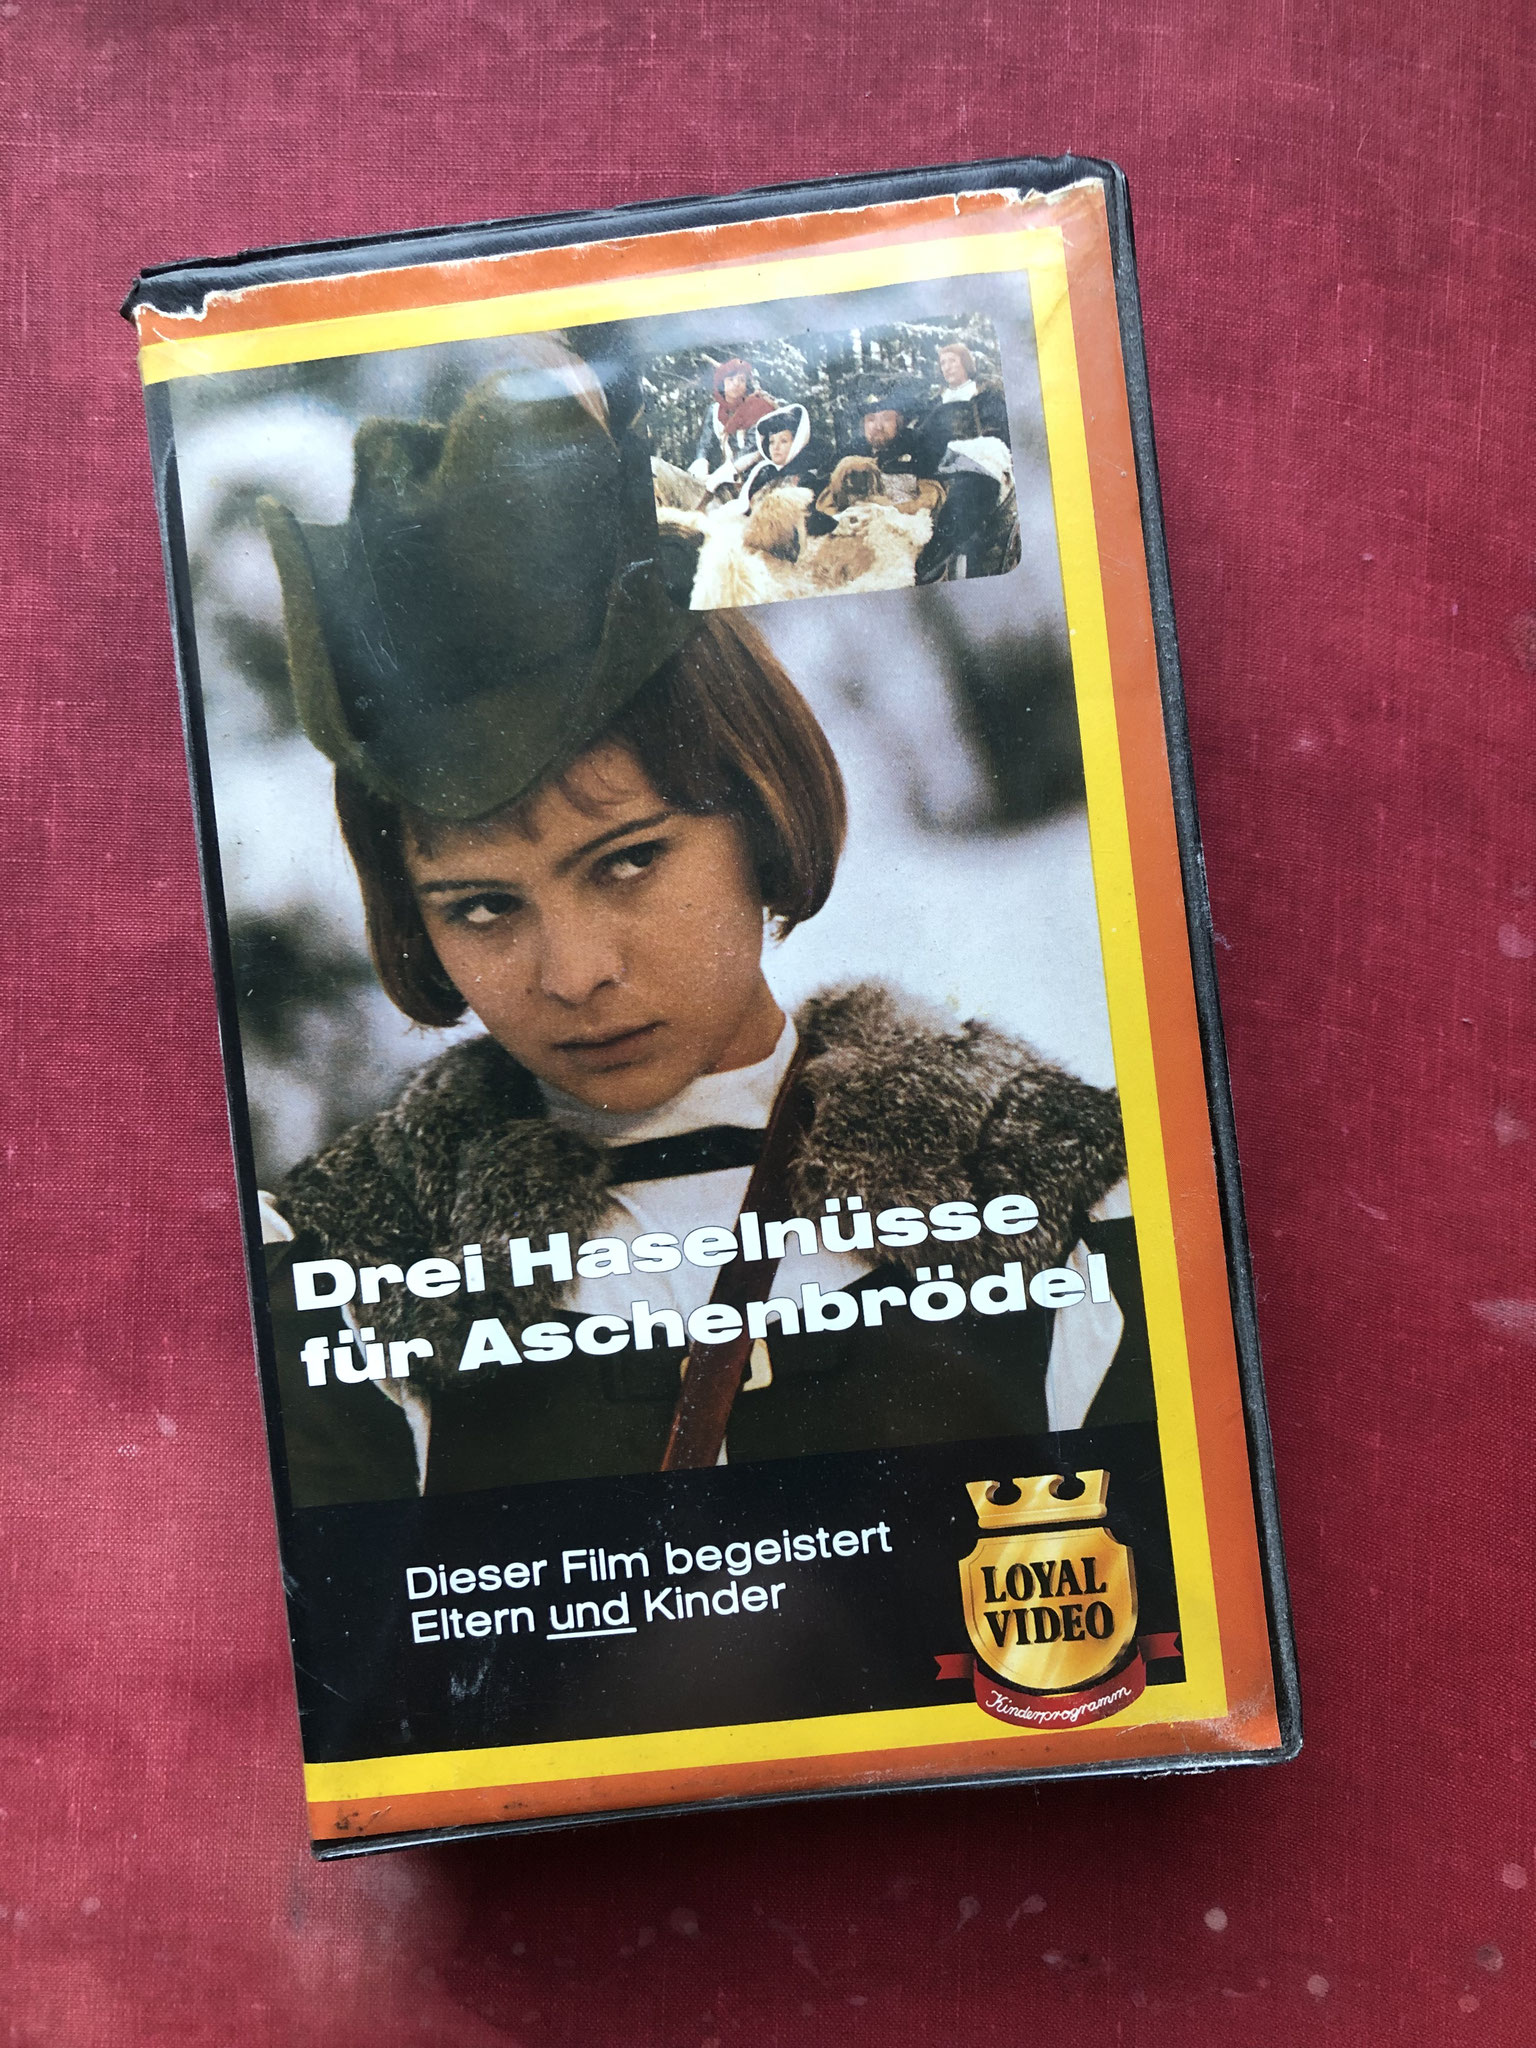 Drei Haselnüsse
für Aschenbrödel
Dieser Film begeistert
Eltern und Kinder
LOYAL
VIDEO
Kinderprogramm